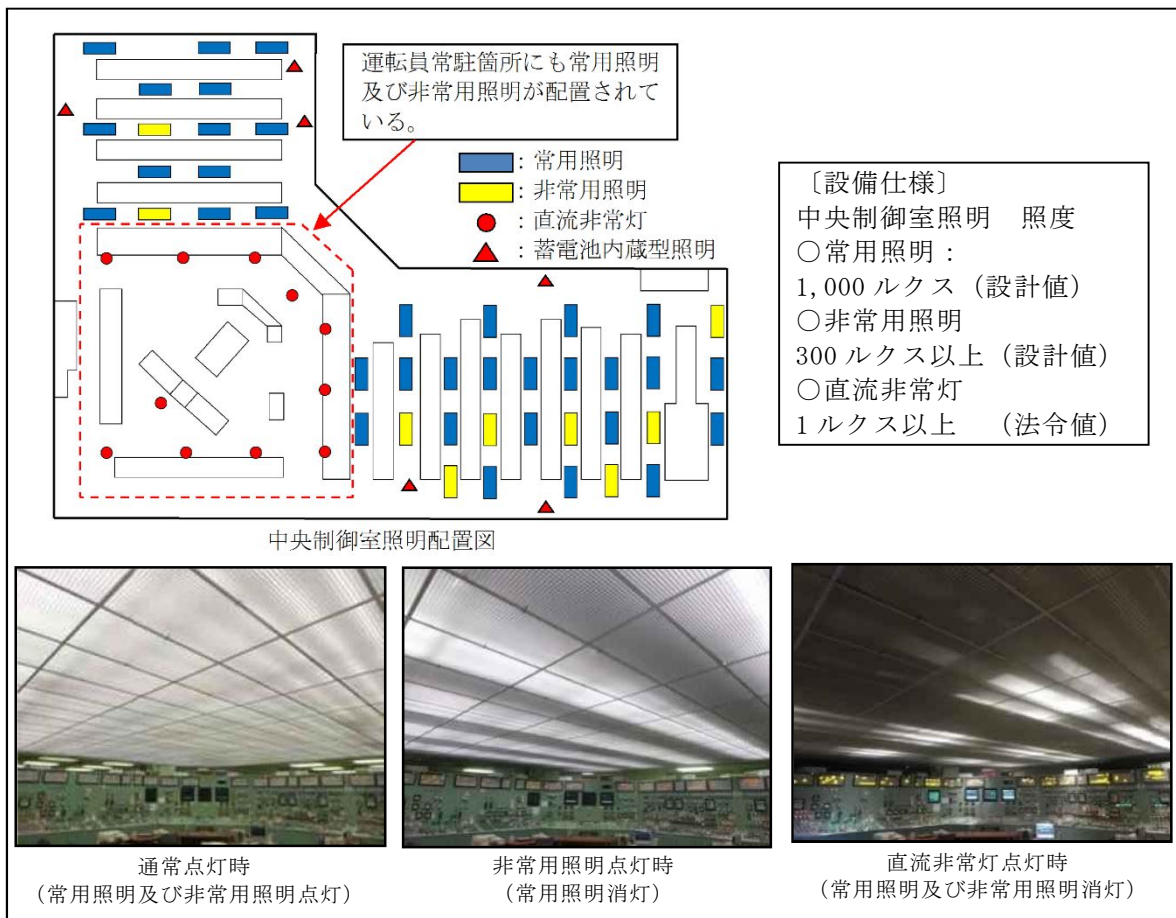 運転員常駐箇所にも常用照明
及び非常用照明が配置されて
いる。
：常用照明
：非常用照明
：直流非常灯
：蓄電池内蔵型照明
〔設備仕様〕
中央制御室照明　照度
○常用照明：
1,000 ルクス（設計値）
○非常用照明
300 ルクス以上（設計値）
○直流非常灯
1 ルクス以上　（法令値）
中央制御室照明配置図
通常点灯時
（常用照明及び非常用照明点灯）
非常用照明点灯時
（常用照明消灯）
直流非常灯点灯時
（常用照明及び非常用照明消灯）